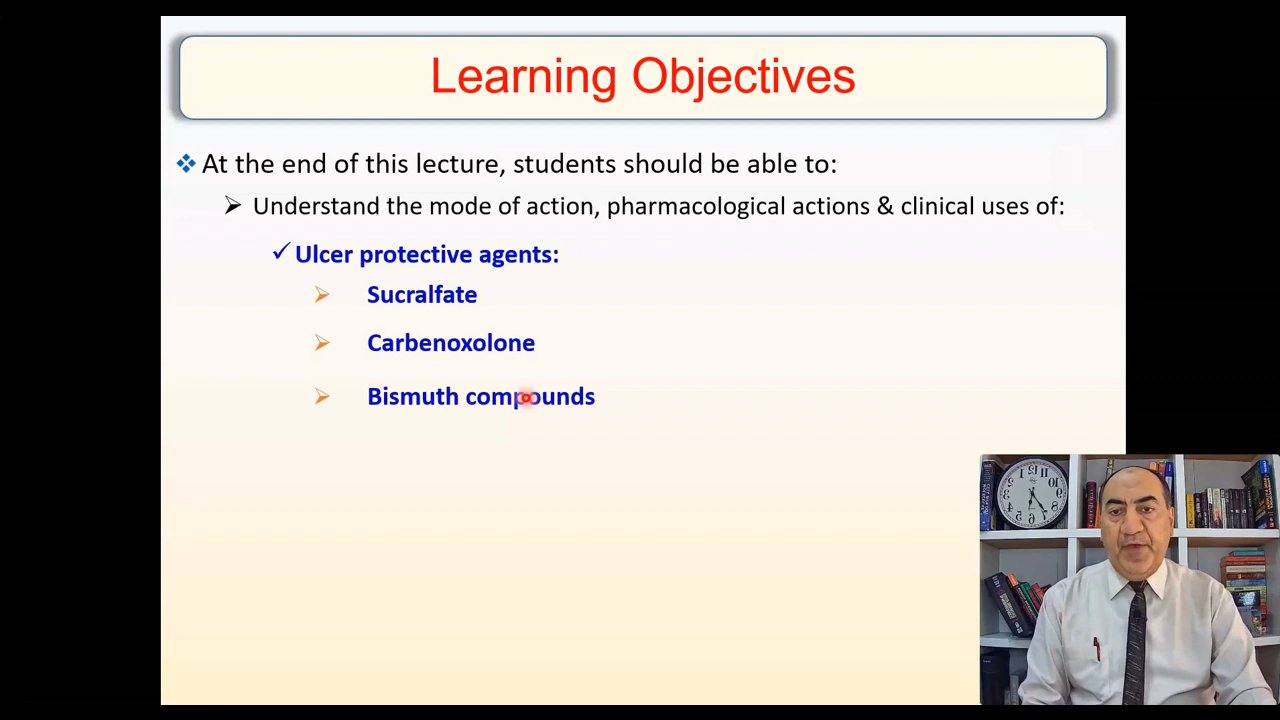 Learning Objectives
At the end of this lecture, students should be able to:
Understand the mode of action, pharmacological actions & clinical uses of:
Ulcer protective agents:
Sucralfate
Carbenoxolone
Bismuth compounds